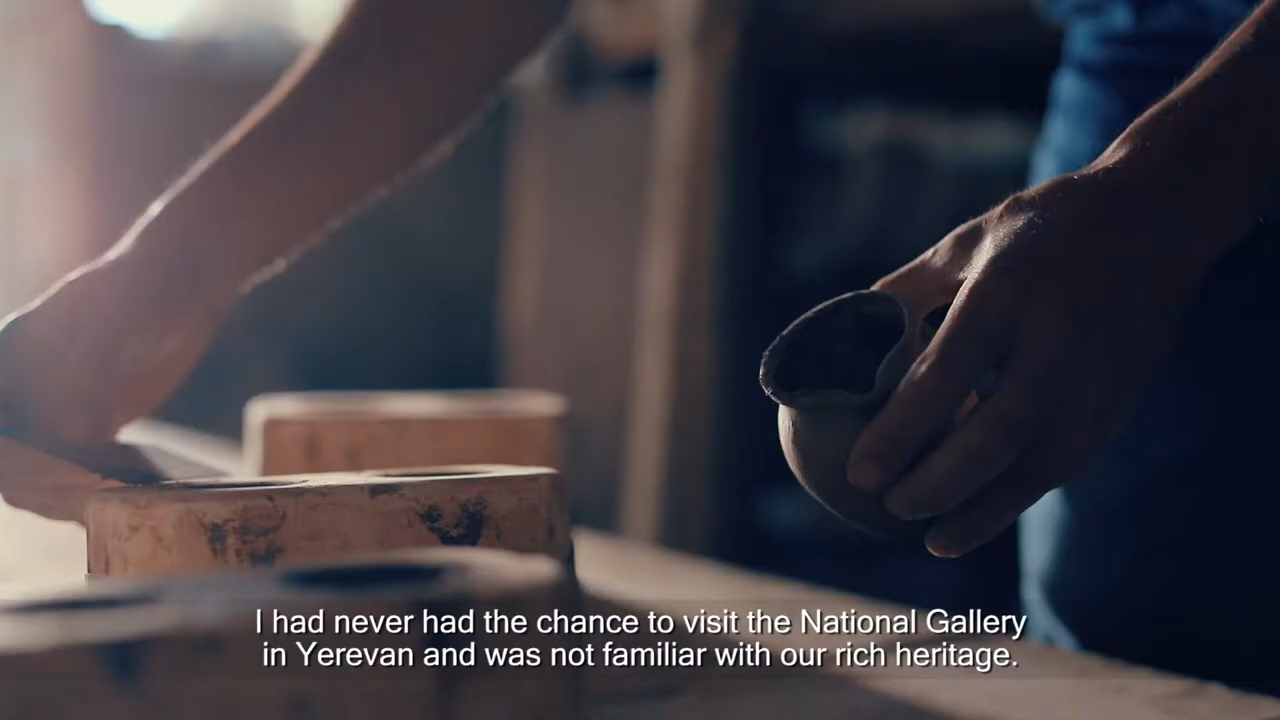 I had never had the chance to visit the National Gallery
in Yerevan and was not familiar with our rich heritage.